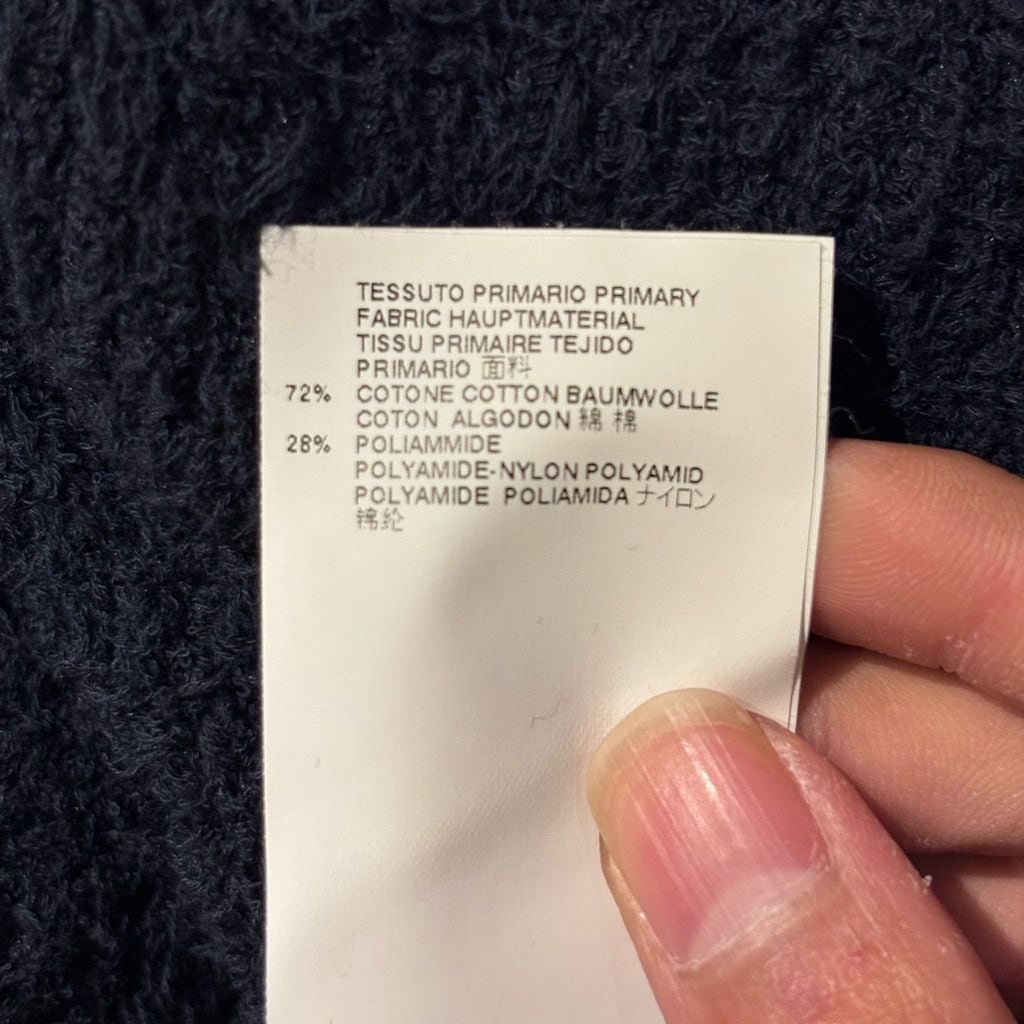 TESSUTO PRIMARIO PRIMARY
FABRIC HAUPTMATERIAL
TISSU PRIMAIRE TEJIDO
PRIMARIO 面料
72% COTONE COTTON BAUMWOLLE
COTON ALGODON 綿 棉
28% POLIAMMIDE
POLYAMIDE-NYLON POLYAMID
POLYAMIDE POLIAMIDA ナイロン
锦纶